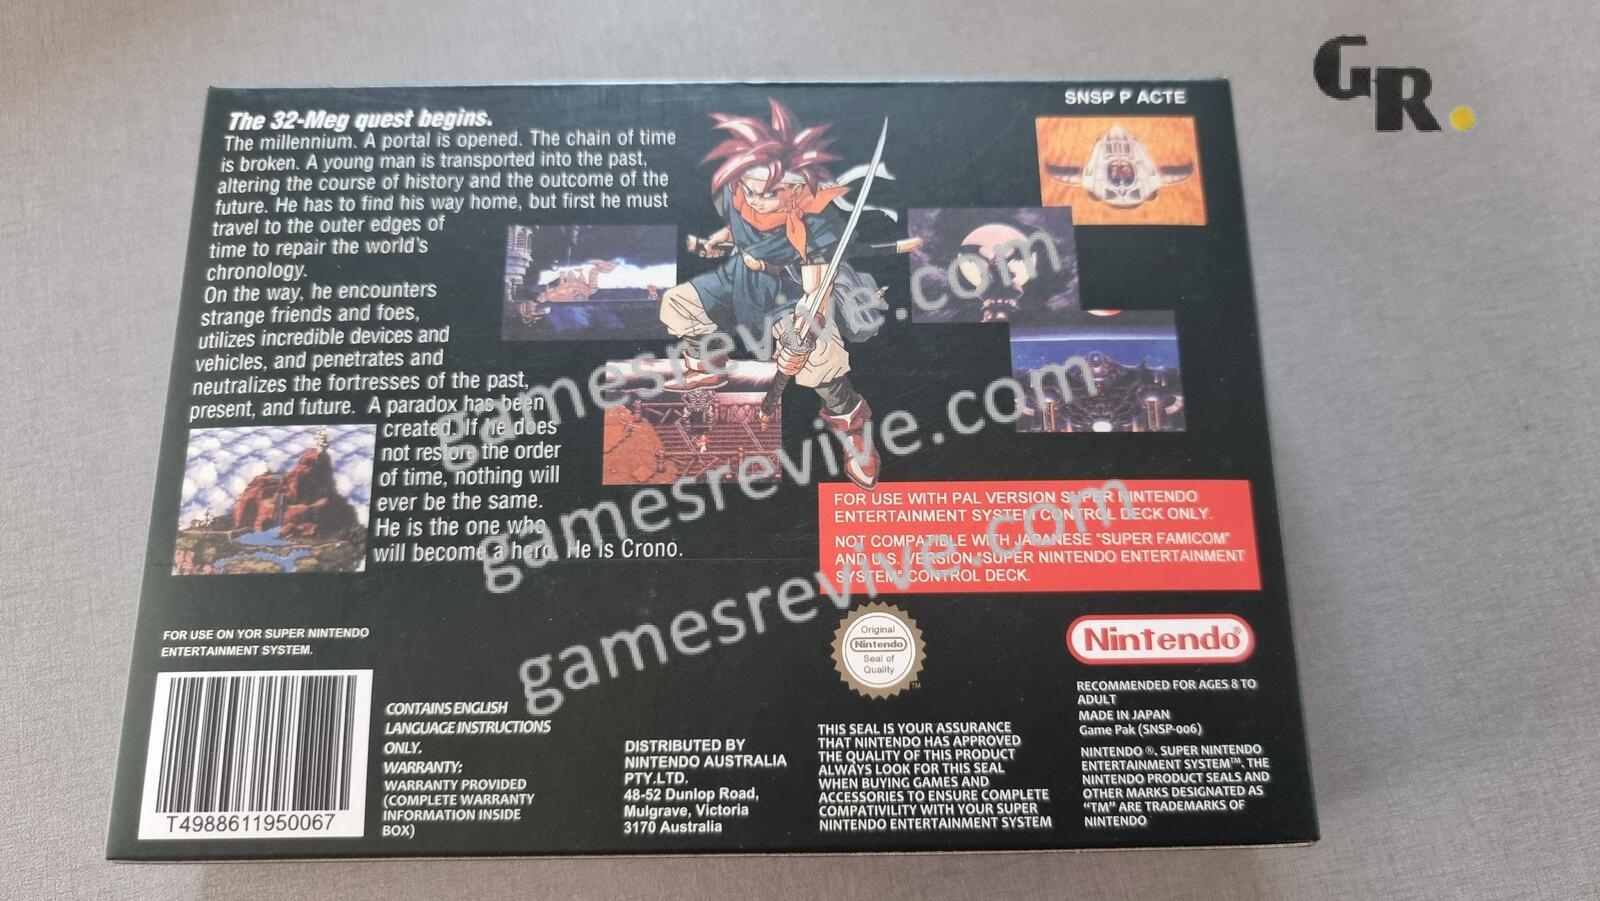 GR.
SNSP P ACTE
The 32-Meg quest begins.
The millennium. A portal is opened. The chain of time
is broken. A young man is transported into the past,
altering the course of history and the outcome of the
future. He has to find his way home, but first he must
travel to the outer edges of
time to repair the world's
chronology.
On the way, he encounters
strange friends and foes,
utilizes incredible devices and
vehicles, and penetrates and
neutralizes the fortresses of the past,
present, and future. A paradox has been
created. If he does
not restore the order
of time, nothing will
ever be the same.
He is the one who
will become a hero. He is Crono.
gamesrevive.com
gamesrevive.com
gamesrevive.com
FOR USE WITH PAL VERSION SUPER NINTENDO
ENTERTAINMENT SYSTEM CONTROL DECK ONLY.
NOT COMPATIBLE WITH JAPANESE "SUPER FAMICOM"
AND U.S. VERSION "SUPER NINTENDO ENTERTAINMENT
SYSTEM" CONTROL DECK.
FOR USE ON YOR SUPER NINTENDO
ENTERTAINMENT SYSTEM.
T4988611950067
CONTAINS ENGLISH
LANGUAGE INSTRUCTIONS
ONLY.
WARRANTY:
WARRANTY PROVIDED
(COMPLETE WARRANTY
INFORMATION INSIDE
BOX)
DISTRIBUTED BY
NINTENDO AUSTRALIA
PTY.LTD.
48-52 Dunlop Road,
Mulgrave, Victoria
3170 Australia
Original
Nintendo
Seal of
Quality
TM
THIS SEAL IS YOUR ASSURANCE
THAT NINTENDO HAS APPROVED
THE QUALITY OF THIS PRODUCT
ALWAYS LOOK FOR THIS SEAL
WHEN BUYING GAMES AND
ACCESSORIES TO ENSURE COMPLETE
COMPATIVILITY WITH YOUR SUPER
NINTENDO ENTERTAINMENT SYSTEM
Nintendo®
RECOMMENDED FOR AGES 8 TO
ADULT
MADE IN JAPAN
Game Pak (SNSP-006)
NINTENDO ®, SUPER NINTENDO
ENTERTAINMENT SYSTEM™, THE
NINTENDO PRODUCT SEALS AND
OTHER MARKS DESIGNATED AS
"TM" ARE TRADEMARKS OF
NINTENDO